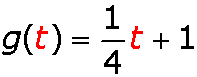 g(t) = 1/4 t + 1